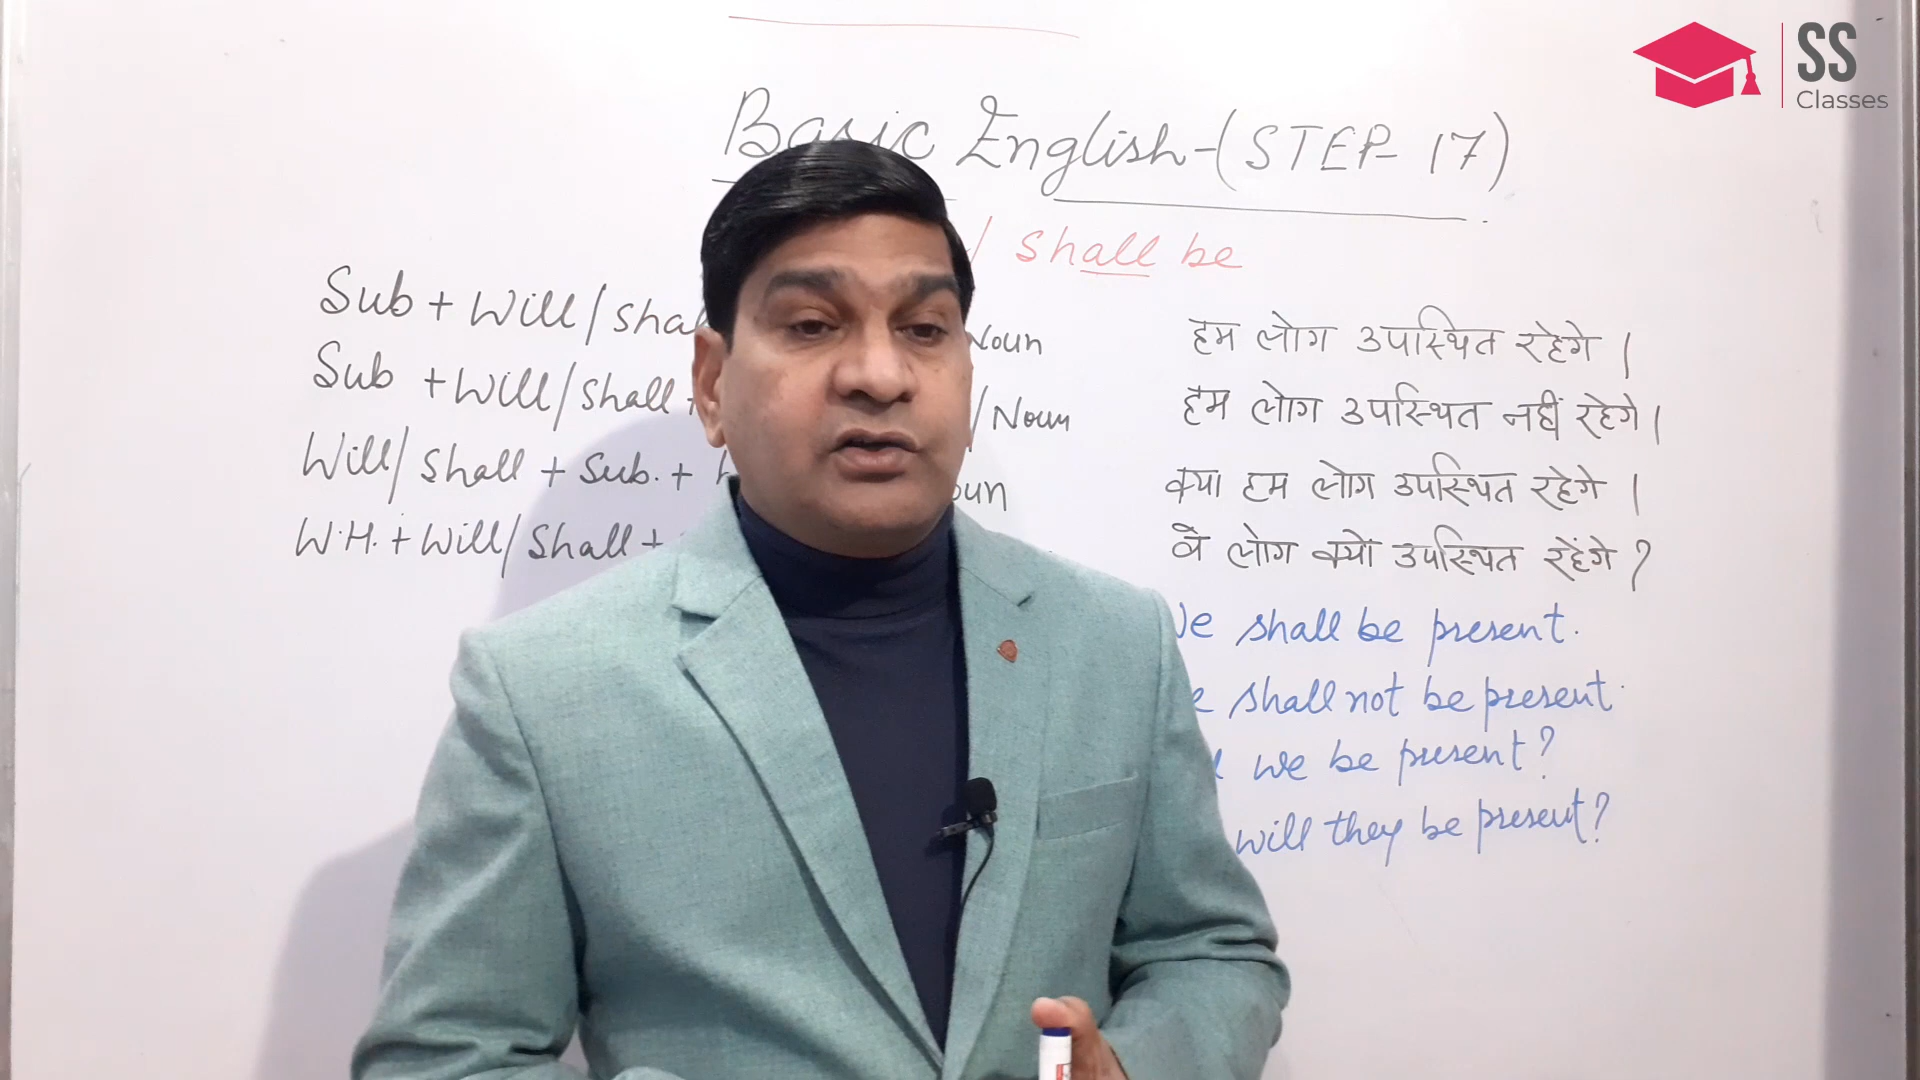 SS
Classes
Basic English-(STEP- 17)
/ shall be
Sub + Will/Shall Noun
Sub + Will/Shall + /Noun
Will/Shall + Sub. +
W.H. + Will/Shall +
हम लोग उपस्थित रहेगे |
हम लोग उपस्थित नहीं रहेगे |
क्या हम लोग उपस्थित रहेगे |
वे लोग क्यों उपस्थित रहेंगे ?
We shall be present.
shall not be present.
we be present?
will they be present?